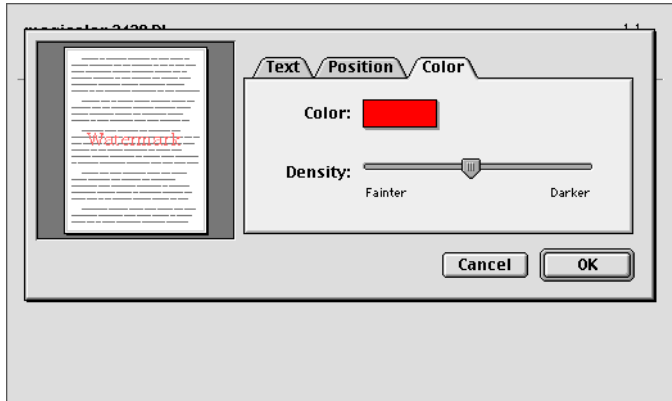 Text
Position
Color
Color:
Watermark
Density:
Fainter
Darker
Cancel
OK